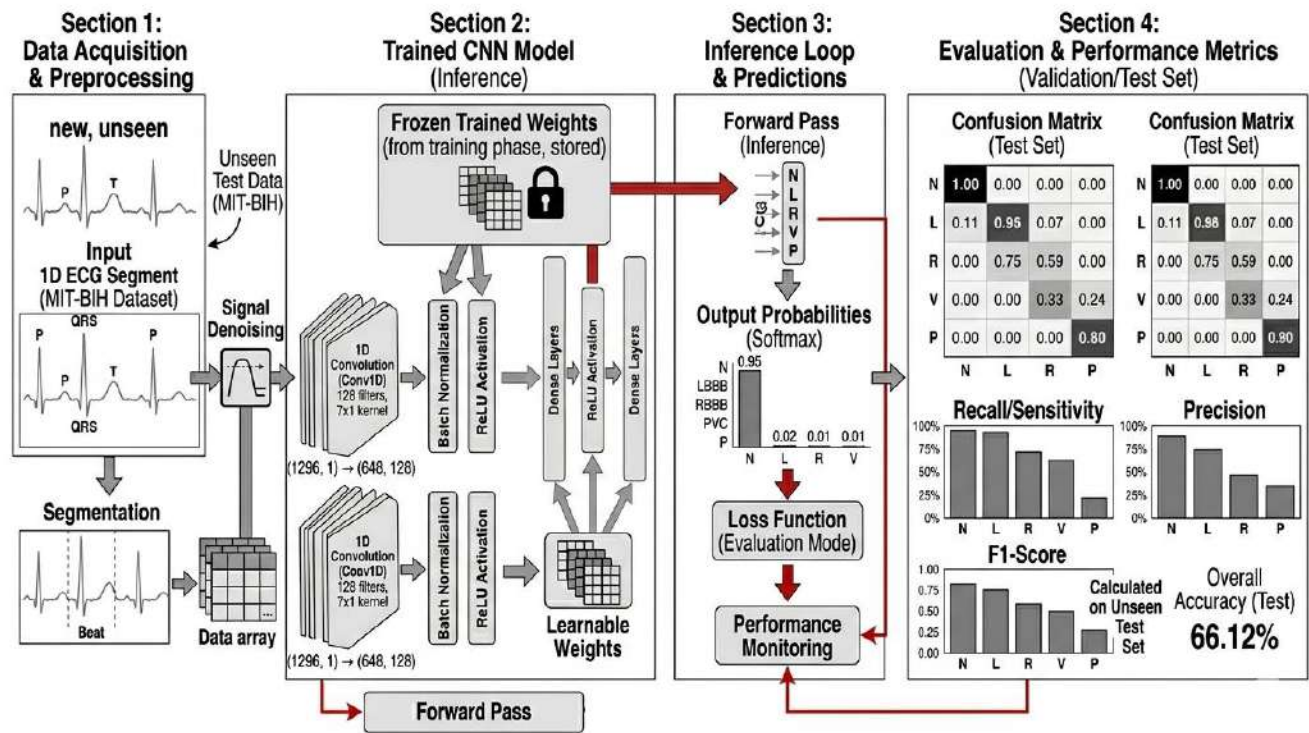 Section 1:
Data Acquisition
& Preprocessing
new, unseen
P
T
Unseen
Test Data
(MIT-BIH)
Input
1D ECG Segment
(MIT-BIH Dataset)
P
QRS
P
P
T
QRS
Signal
Denoising
Segmentation
Beat
Data array
Section 2:
Trained CNN Model
(Inference)
Frozen Trained Weights
(from training phase, stored)
1D
Convolution
(Conv1D)
128 filters,
7x1 kernel
(1296, 1) → (648, 128)
Batch Normalization
ReLU Activation
Dense Layers
ReLU Activation
Dense Layers
1D
Convolution
(Conv1D)
128 filters,
7x1 kernel
(1296, 1) → (648, 128)
Batch Normalization
ReLU Activation
Learnable
Weights
Forward Pass
Section 3:
Inference Loop
& Predictions
Forward Pass
(Inference)
N
L
R
V
P
Output Probabilities
(Softmax)
N
LBBB
RBBB
PVC
P
0.95
0.02
0.01
0.01
N L R V
Loss Function
(Evaluation Mode)
Performance
Monitoring
Section 4:
Evaluation & Performance Metrics
(Validation/Test Set)
Confusion Matrix
(Test Set)
N 1.00 0.00 0.00 0.00
L 0.11 0.95 0.07 0.00
R 0.00 0.75 0.59 0.00
V 0.00 0.00 0.33 0.24
P 0.00 0.00 0.00 0.80
N L R P
Confusion Matrix
(Test Set)
N 1.00 0.00 0.00 0.00
L 0.11 0.98 0.07 0.00
R 0.00 0.75 0.59 0.00
V 0.00 0.00 0.33 0.24
P 0.00 0.00 0.00 0.90
N L R P
Recall/Sensitivity
100%
75%
50%
25%
0%
N L R V P
Precision
100%
75%
50%
25%
0%
N L R P
F1-Score
1.00
0.75
0.50
0.25
0.00
N L R V P
Calculated
on Unseen
Test
Set
Overall
Accuracy (Test)
66.12%